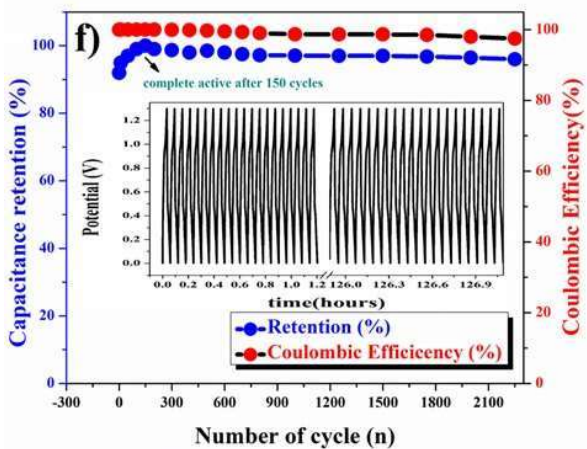 f)
complete active after 150 cycles
Capacitance retention (%)
100
80
60
40
20
0
Coulombic Efficiency(%)
100
80
60
40
20
0
Potential (V)
1.2
1.0
0.8
0.6
0.4
0.2
0.0
0.0 0.2 0.4 0.6 0.8 1.0 1.2 126.0 126.3 126.6 126.9
time(hours)
Retention (%)
Coulombic Efficicency (%)
-300 0 300 600 900 1200 1500 1800 2100
Number of cycle (n)